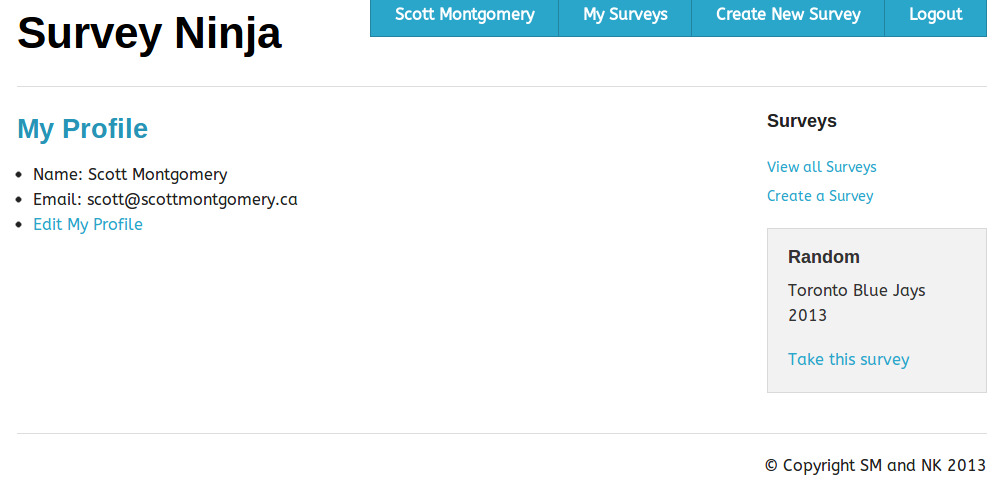 Survey Ninja
Scott Montgomery
My Surveys
Create New Survey
Logout
My Profile
Name: Scott Montgomery
Email: scott@scottmontgomery.ca
Edit My Profile
Surveys
View all Surveys
Create a Survey
Random
Toronto Blue Jays
2013
Take this survey
© Copyright SM and NK 2013